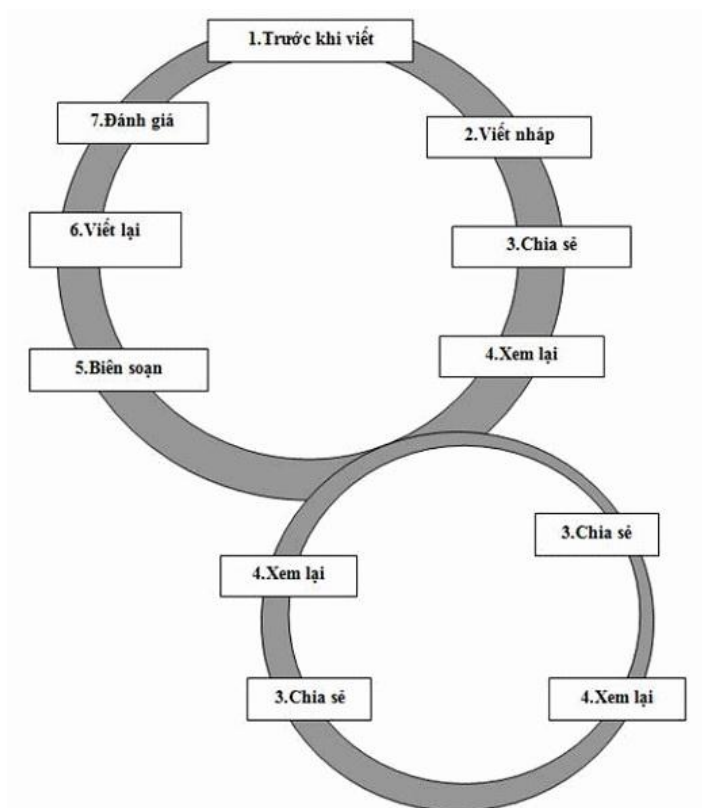 1.Trước khi viết
2.Viết nháp
3.Chia sẻ
4.Xem lại
5.Biên soạn
6.Viết lại
7.Đánh giá
3.Chia sẻ
4.Xem lại
3.Chia sẻ
4.Xem lại